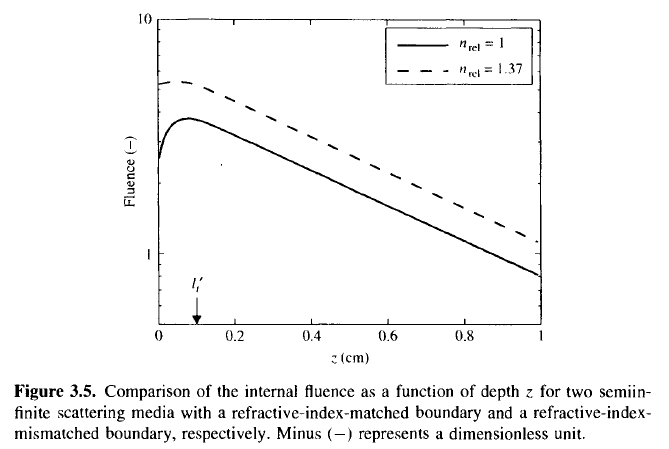 10
n_rel = 1
n_rel = 1.37
Fluence (−)
1
l_t′
0
0.2
0.4
0.6
0.8
1
z (cm)
Figure 3.5. Comparison of the internal fluence as a function of depth z for two semiin-
finite scattering media with a refractive-index-matched boundary and a refractive-index-
mismatched boundary, respectively. Minus (−) represents a dimensionless unit.